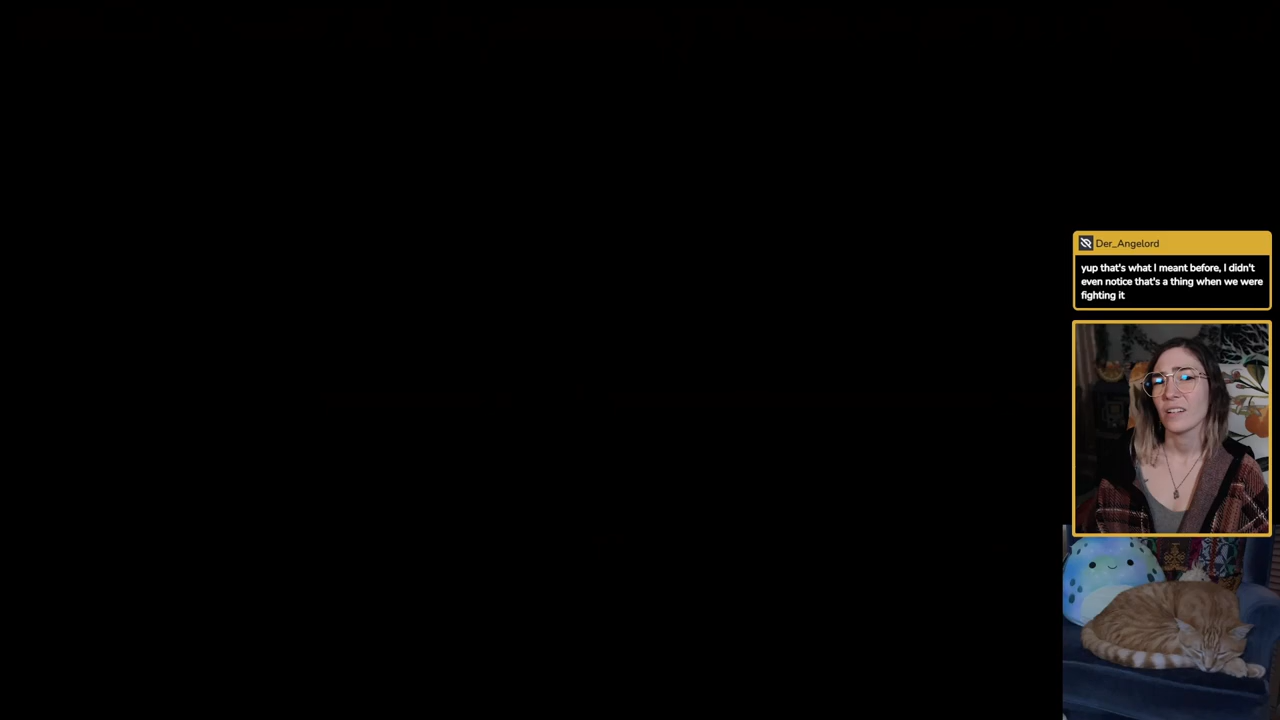 Der_Angelord
yup that's what I meant before, I didn't
even notice that's a thing when we were
fighting it